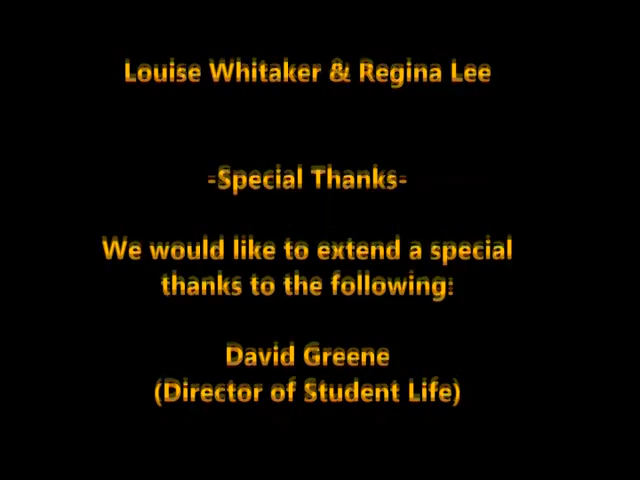 Louise Whitaker & Regina Lee
-Special Thanks-
We would like to extend a special
thanks to the following:
David Greene
(Director of Student Life)